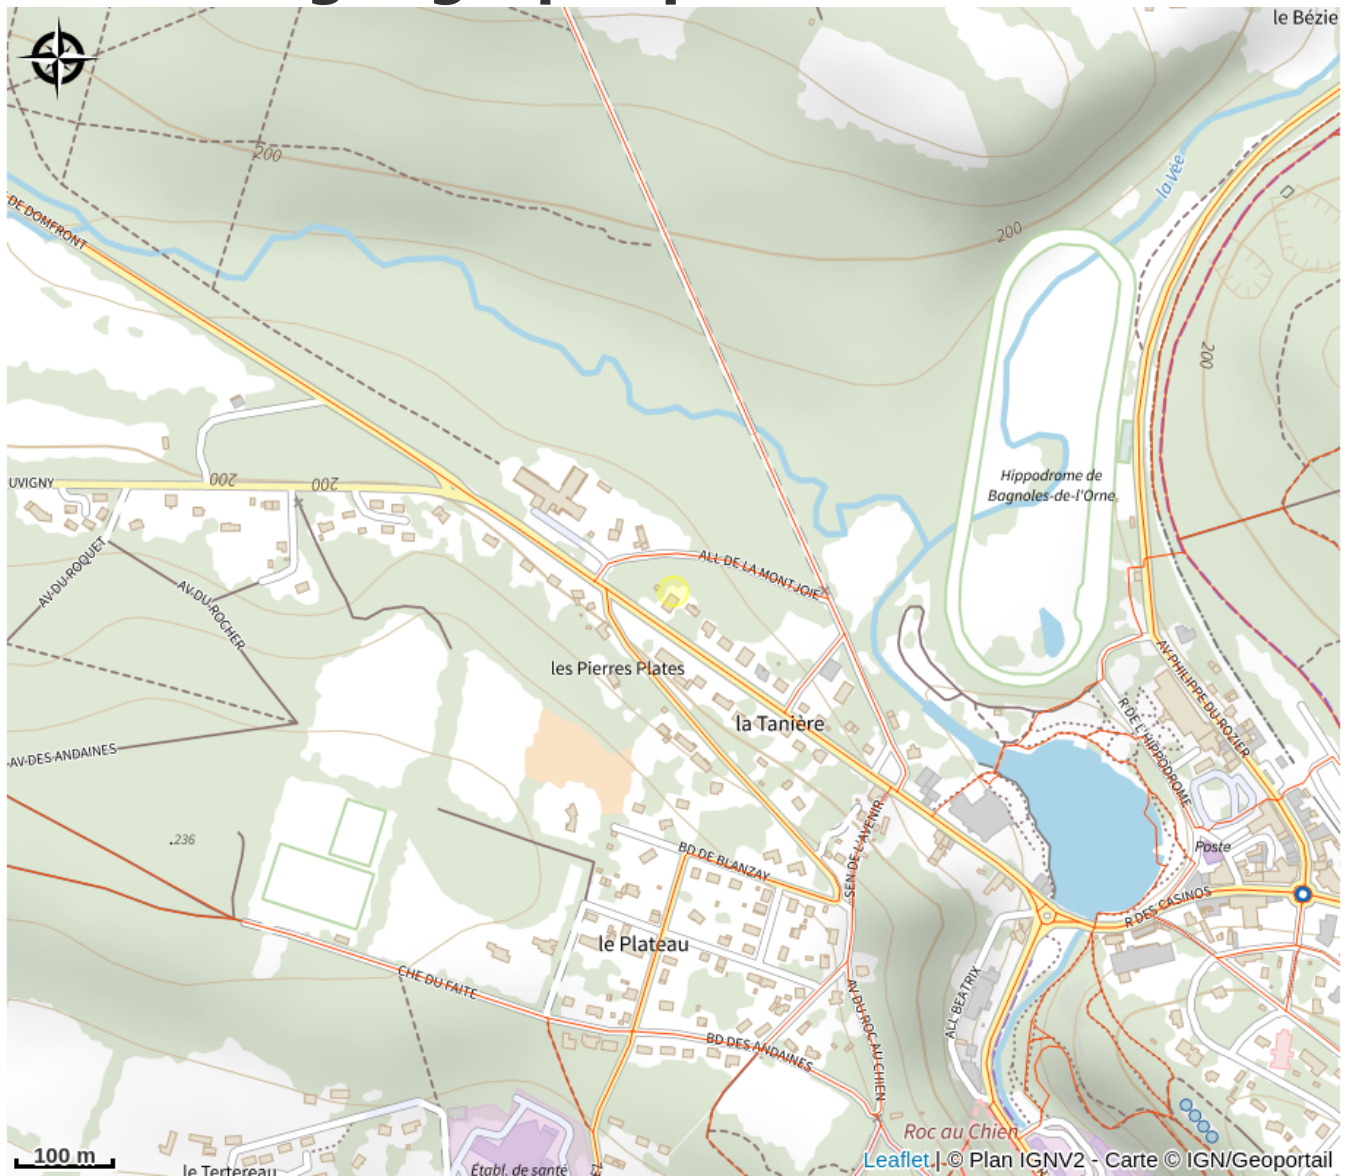 le Bézie
la Vée
200
200
DE DOMFRONT
200
Hippodrome de
Bagnoles-de-l'Orne
UVIGNY
200
200
ALL DE LA MONTJOIE
AV DU ROQUET
AV DU ROCHER
les Pierres Plates
AV PHILIPPE DU ROZIER
R DE L'HIPPODROME
la Tanière
AV DES ANDAINES
.236
SEN DE L'AVENIR
BD DE BLANZAY
Poste
R DES CASINOS
le Plateau
CHE DU FAITE
ALL BEATRIX
AV DU ROC AU CHIEN
BD DES ANDAINES
Roc au Chien
100 m
le Tertereau
Établ. de santé
Leaflet | © Plan IGNV2 - Carte © IGN/Geoportail